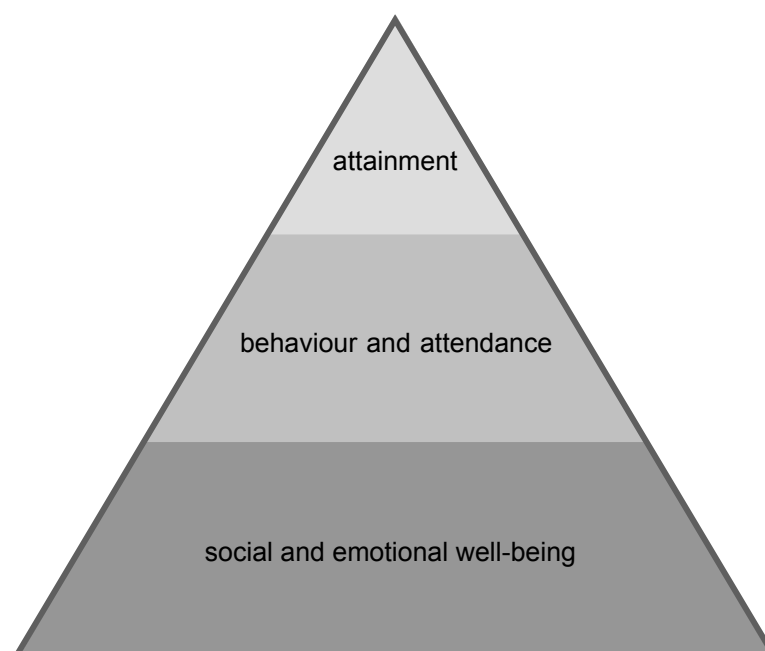 attainment
behaviour and attendance
social and emotional well-being